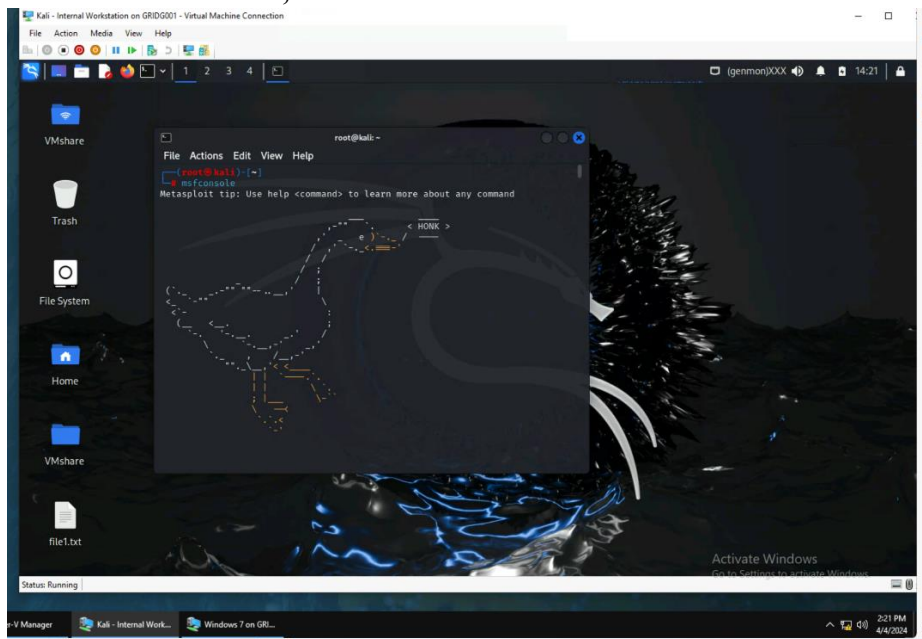 Kali - Internal Workstation on GRIDG001 - Virtual Machine Connection
File Action Media View Help
1 2 3 4
(genmon)XXX
14:21
VMshare
Trash
File System
Home
VMshare
file1.txt
root@kali: ~
File Actions Edit View Help
(root㉿kali)-[~]
# msfconsole
Metasploit tip: Use help <command> to learn more about any command
< HONK >
Activate Windows
Go to Settings to activate Windows.
Status: Running
r-V Manager
Kali - Internal Work...
Windows 7 on GRI...
2:21 PM
4/4/2024